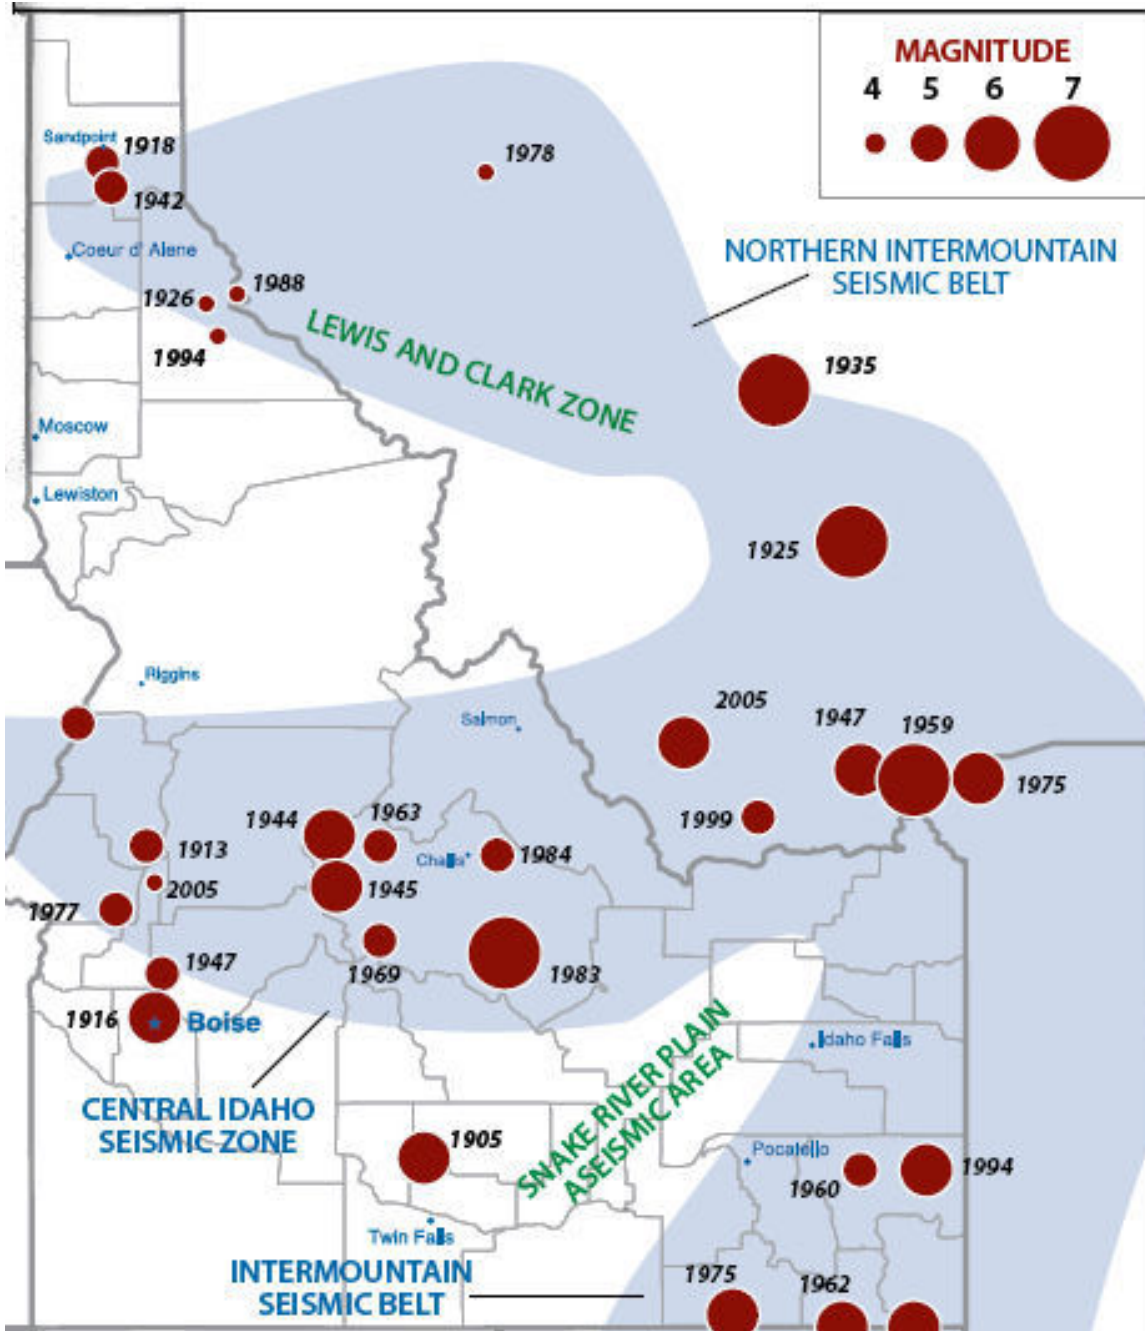 MAGNITUDE
4 5 6 7
Sandpoint
1918
1978
1942
Coeur d' Alene
NORTHERN INTERMOUNTAIN
SEISMIC BELT
1926
1988
1994
LEWIS AND CLARK ZONE
1935
Moscow
Lewiston
1925
Riggins
Salmon
2005
1947
1959
1975
1944
1963
1999
1913
Challis
1984
2005
1945
1977
1947
1969
1983
1916
Boise
Idaho Falls
CENTRAL IDAHO
SEISMIC ZONE
SNAKE RIVER PLAIN
ASEISMIC AREA
1905
Pocatello
1960
1994
Twin Falls
INTERMOUNTAIN
SEISMIC BELT
1975
1962